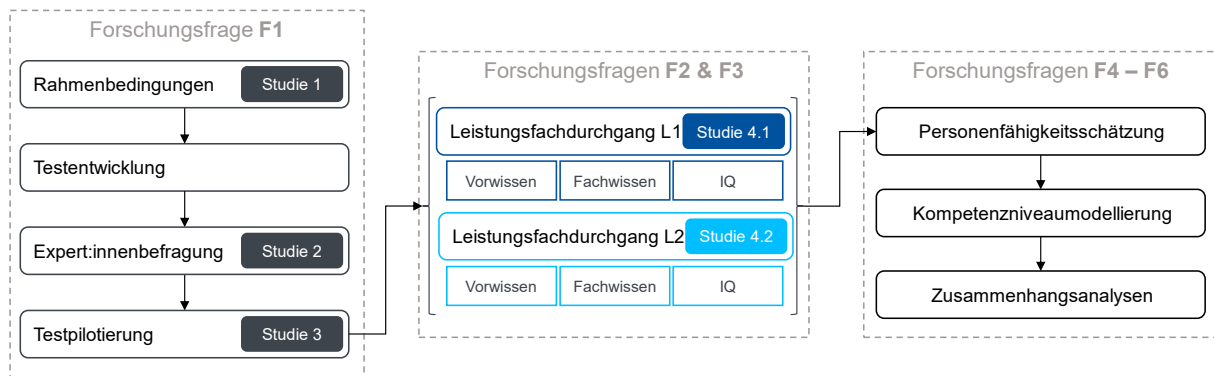 Forschungsfrage F1
Rahmenbedingungen
Studie 1
Testentwicklung
Expert:innenbefragung
Studie 2
Testpilotierung
Studie 3
Forschungsfragen F2 & F3
Leistungsfachdurchgang L1
Studie 4.1
Vorwissen
Fachwissen
IQ
Leistungsfachdurchgang L2
Studie 4.2
Vorwissen
Fachwissen
IQ
Forschungsfragen F4 – F6
Personenfähigkeitsschätzung
Kompetenzniveaumodellierung
Zusammenhangsanalysen